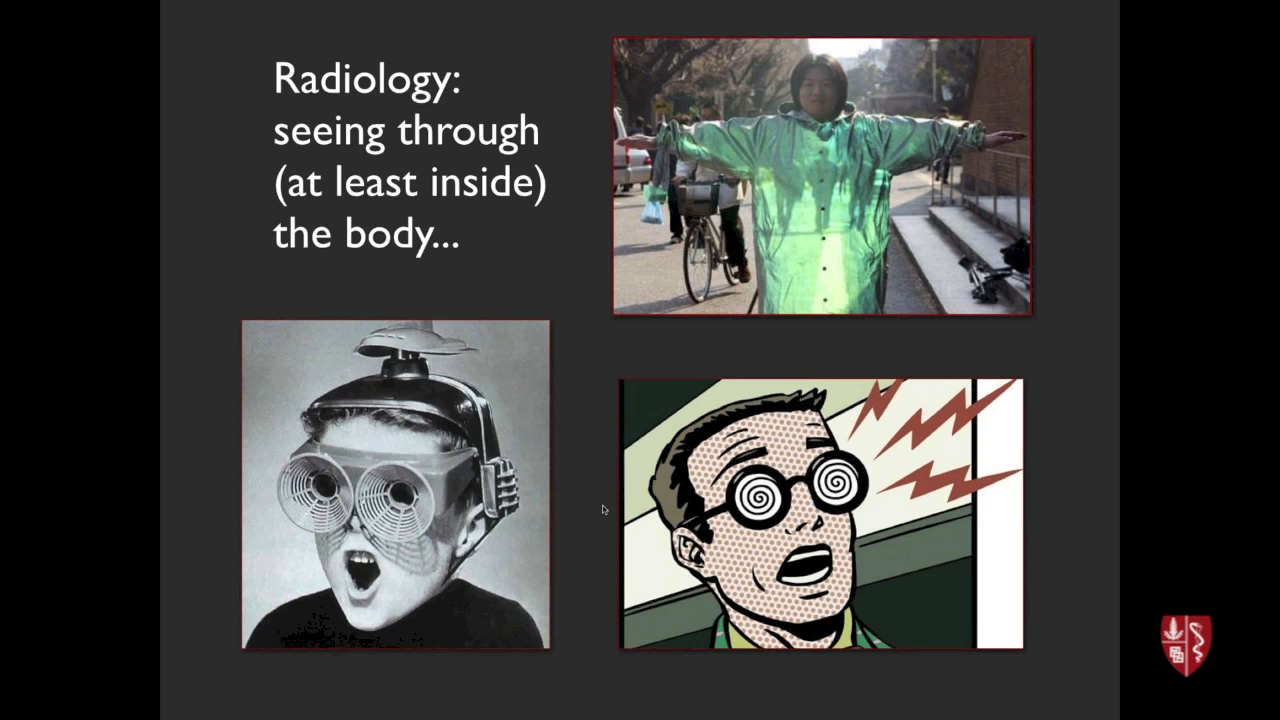 Radiology:
seeing through
(at least inside)
the body...